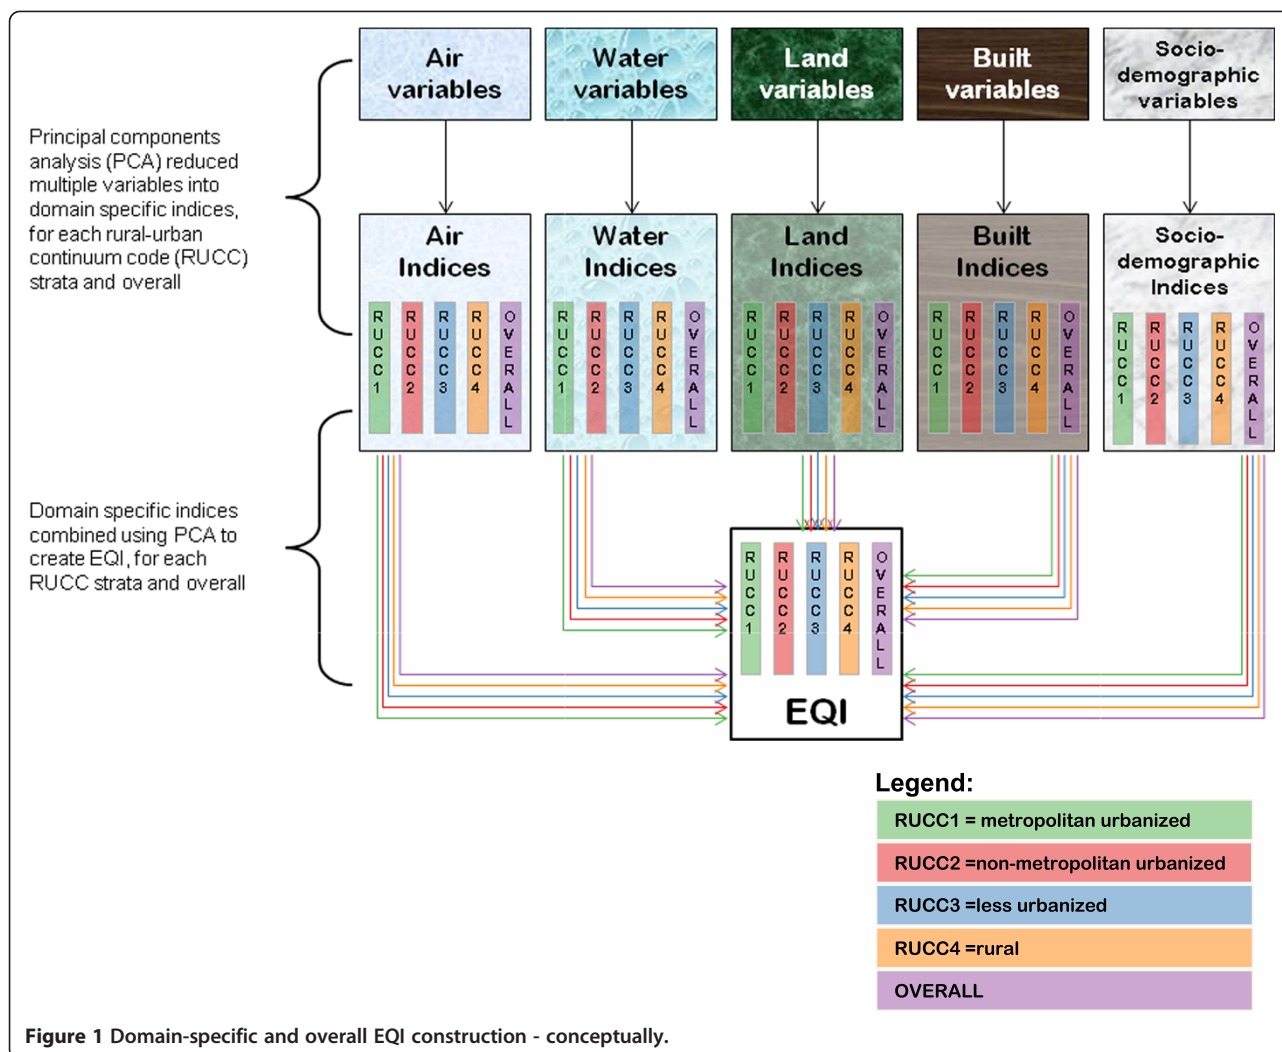 Air
variables
Water
variables
Land
variables
Built
variables
Socio-
demographic
variables
Principal components
analysis (PCA) reduced
multiple variables into
domain specific indices,
for each rural-urban
continuum code (RUCC)
strata and overall
Air
Indices
RUCC1
RUCC2
RUCC3
RUCC4
OVERALL
Water
Indices
RUCC1
RUCC2
RUCC3
RUCC4
OVERALL
Land
Indices
RUCC1
RUCC2
RUCC3
RUCC4
OVERALL
Built
Indices
RUCC1
RUCC2
RUCC3
RUCC4
OVERALL
Socio-
demographic
Indices
RUCC1
RUCC2
RUCC3
RUCC4
OVERALL
Domain specific indices
combined using PCA to
create EQI, for each
RUCC strata and overall
RUCC1
RUCC2
RUCC3
RUCC4
OVERALL
EQI
Legend:
RUCC1 = metropolitan urbanized
RUCC2 =non-metropolitan urbanized
RUCC3 =less urbanized
RUCC4 =rural
OVERALL
Figure 1 Domain-specific and overall EQI construction - conceptually.